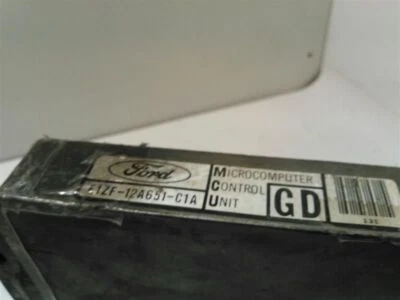 Ford
E1ZF-12A651-C1A
M MICROCOMPUTER
C CONTROL
U UNIT
GD